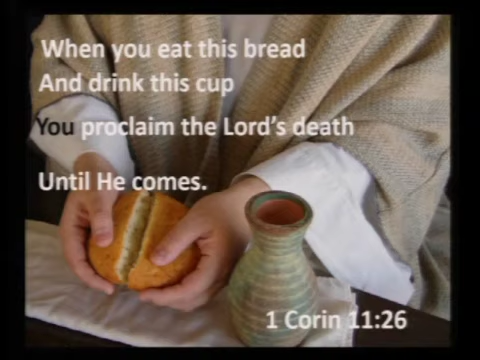 When you eat this bread
And drink this cup
You proclaim the Lord's death
Until He comes.
1 Corin 11:26